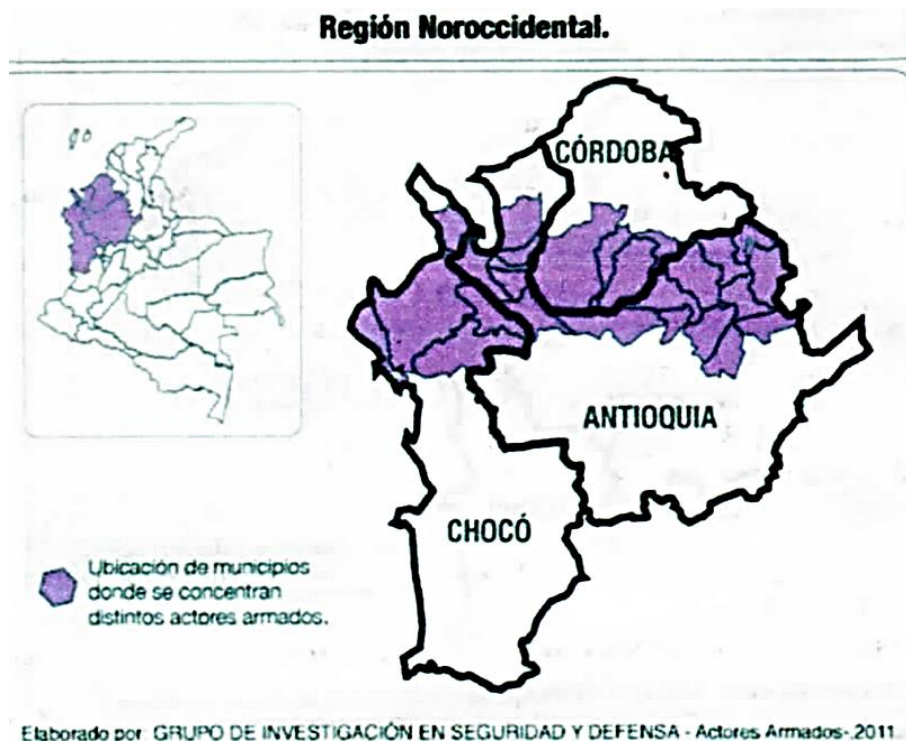 Región Noroccidental.
CÓRDOBA
ANTIOQUIA
CHOCÓ
Ubicación de municipios
donde se concentran
distintos actores armados.
Elaborado por: GRUPO DE INVESTIGACIÓN EN SEGURIDAD Y DEFENSA - Actores Armados-.2011.